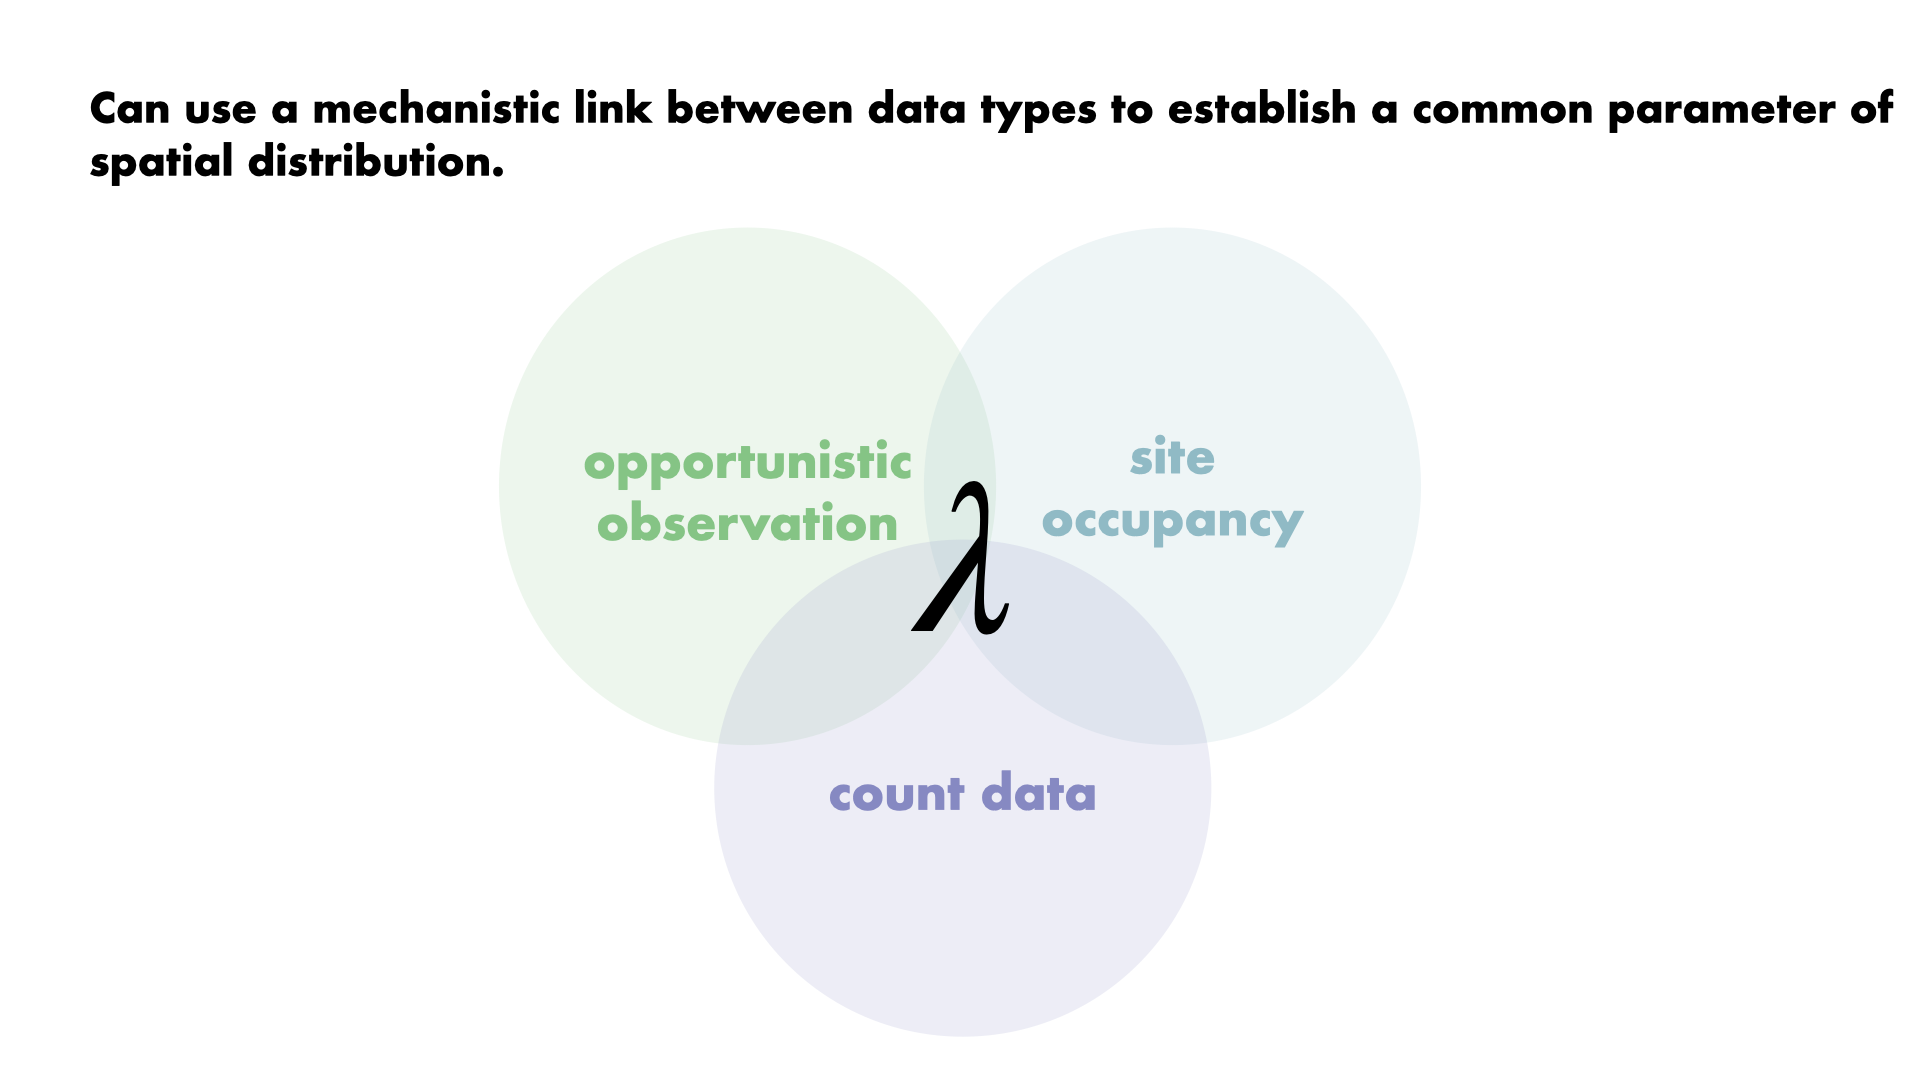 Can use a mechanistic link between data types to establish a common parameter of
spatial distribution.
opportunistic
observation
site
occupancy
λ
count data